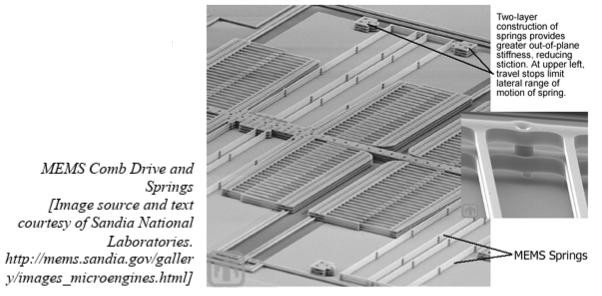 Two-layer
construction of
springs provides
greater out-of-plane
stiffness, reducing
stiction. At upper left,
travel stops limit
lateral range of
motion of spring.
MEMS Comb Drive and
Springs
[Image source and text
courtesy of Sandia National
Laboratories.
http://mems.sandia.gov/galler
y/images_microengines.html]
MEMS Springs